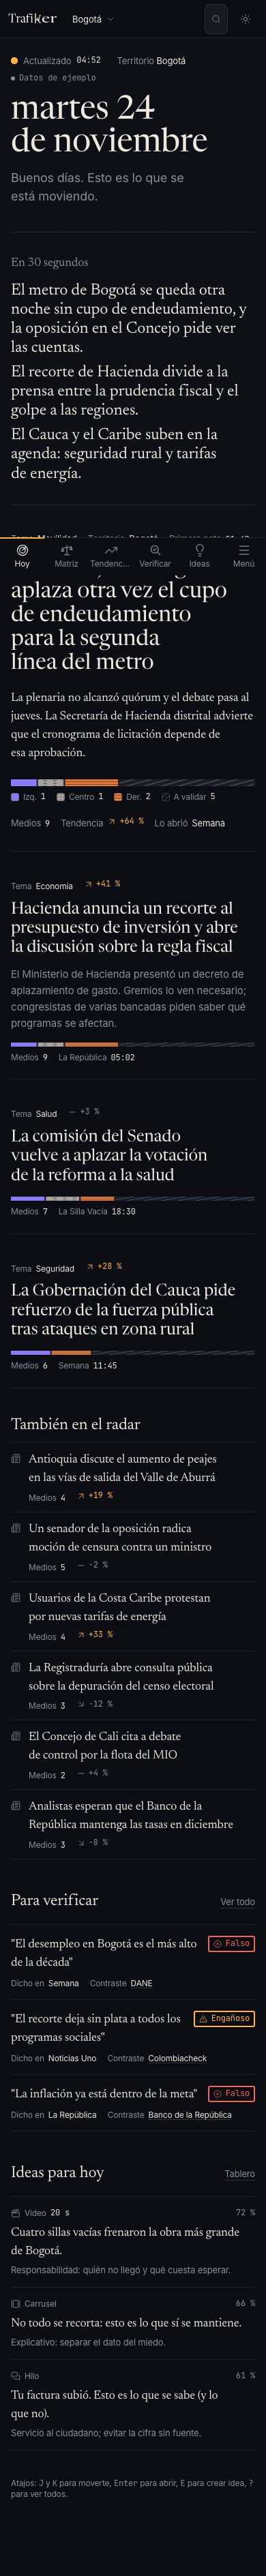 Trafiker Bogotá
Actualizado 04:52 Territorio Bogotá
Datos de ejemplo
martes 24
de noviembre
Buenos días. Esto es lo que se
está moviendo.
En 30 segundos
El metro de Bogotá se queda otra
noche sin cupo de endeudamiento, y
la oposición en el Concejo pide ver
las cuentas.
El recorte de Hacienda divide a la
prensa entre la prudencia fiscal y el
golpe a las regiones.
El Cauca y el Caribe suben en la
agenda: seguridad rural y tarifas
de energía.
Hoy Matriz Tendenc... Verificar Ideas Menú
aplaza otra vez el cupo
de endeudamiento
para la segunda
línea del metro
La plenaria no alcanzó quórum y el debate pasa al
jueves. La Secretaría de Hacienda distrital advierte
que el cronograma de licitación depende de
esa aprobación.
Izq. 1 Centro 1 Der. 2 A validar 5
Medios 9 Tendencia +64 % Lo abrió Semana
Tema Economía +41 %
Hacienda anuncia un recorte al
presupuesto de inversión y abre
la discusión sobre la regla fiscal
El Ministerio de Hacienda presentó un decreto de
aplazamiento de gasto. Gremios lo ven necesario;
congresistas de varias bancadas piden saber qué
programas se afectan.
Medios 9 La República 05:02
Tema Salud — +3 %
La comisión del Senado
vuelve a aplazar la votación
de la reforma a la salud
Medios 7 La Silla Vacía 18:30
Tema Seguridad +28 %
La Gobernación del Cauca pide
refuerzo de la fuerza pública
tras ataques en zona rural
Medios 6 Semana 11:45
También en el radar
Antioquia discute el aumento de peajes
en las vías de salida del Valle de Aburrá
Medios 4 +19 %
Un senador de la oposición radica
moción de censura contra un ministro
Medios 5 — -2 %
Usuarios de la Costa Caribe protestan
por nuevas tarifas de energía
Medios 4 +33 %
La Registraduría abre consulta pública
sobre la depuración del censo electoral
Medios 3 -12 %
El Concejo de Cali cita a debate
de control por la flota del MIO
Medios 2 — +4 %
Analistas esperan que el Banco de la
República mantenga las tasas en diciembre
Medios 3 -8 %
Para verificar Ver todo
"El desempleo en Bogotá es el más alto
de la década" Falso
Dicho en Semana Contraste DANE
"El recorte deja sin plata a todos los
programas sociales" Engañoso
Dicho en Noticias Uno Contraste Colombiacheck
"La inflación ya está dentro de la meta" Falso
Dicho en La República Contraste Banco de la República
Ideas para hoy Tablero
Video 20 s 72 %
Cuatro sillas vacías frenaron la obra más grande
de Bogotá.
Responsabilidad: quién no llegó y qué cuesta esperar.
Carrusel 66 %
No todo se recorta: esto es lo que sí se mantiene.
Explicativo: separar el dato del miedo.
Hilo 61 %
Tu factura subió. Esto es lo que se sabe (y lo
que no).
Servicio al ciudadano; evitar la cifra sin fuente.
Atajos: J y K para moverte, Enter para abrir, E para crear idea, ?
para ver todos.